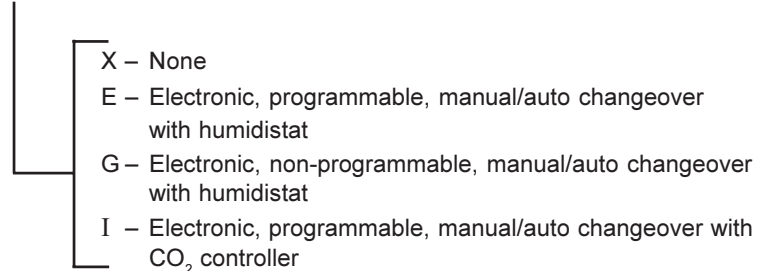 X – None
E – Electronic, programmable, manual/auto changeover
with humidistat
G – Electronic, non-programmable, manual/auto changeover
with humidistat
I – Electronic, programmable, manual/auto changeover with
CO₂ controller